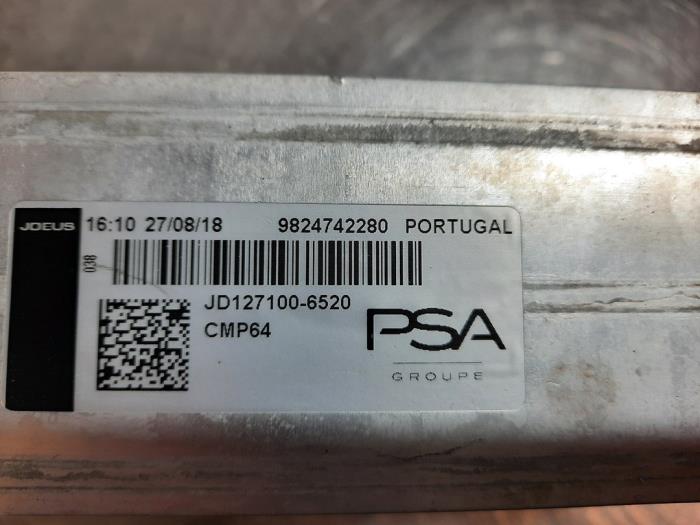 JDEUS 16:10 27/08/18 9824742280 PORTUGAL
038
JD127100-6520
CMP64
PSA
GROUPE